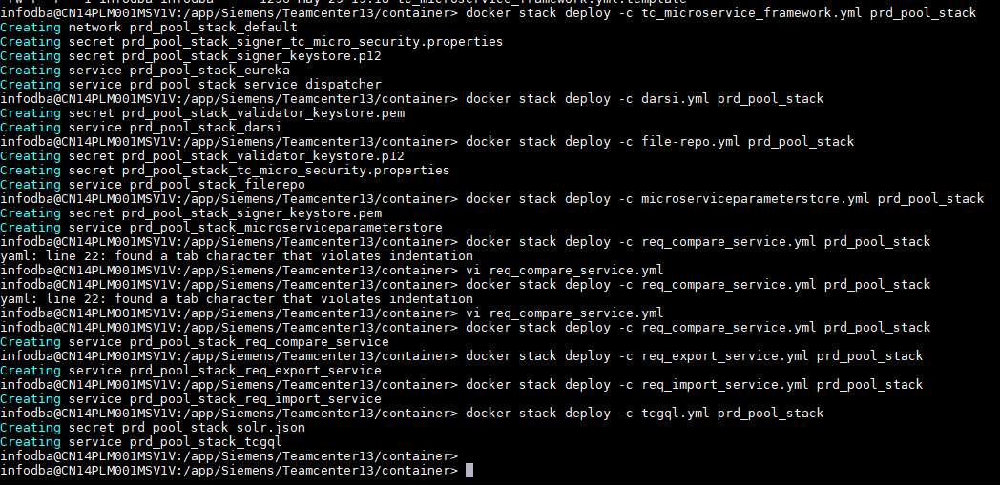 infodba@CN14PLM001MSV1V:/app/Siemens/Teamcenter13/container> docker stack deploy -c tc_microservice_framework.yml prd_pool_stack
Creating network prd_pool_stack_default
Creating secret prd_pool_stack_signer_tc_micro_security.properties
Creating secret prd_pool_stack_signer_keystore.p12
Creating service prd_pool_stack_eureka
Creating service prd_pool_stack_service_dispatcher
infodba@CN14PLM001MSV1V:/app/Siemens/Teamcenter13/container> docker stack deploy -c darsi.yml prd_pool_stack
Creating secret prd_pool_stack_validator_keystore.pem
Creating service prd_pool_stack_darsi
infodba@CN14PLM001MSV1V:/app/Siemens/Teamcenter13/container> docker stack deploy -c file-repo.yml prd_pool_stack
Creating secret prd_pool_stack_validator_keystore.p12
Creating secret prd_pool_stack_tc_micro_security.properties
Creating service prd_pool_stack_filerepo
infodba@CN14PLM001MSV1V:/app/Siemens/Teamcenter13/container> docker stack deploy -c microserviceparameterstore.yml prd_pool_stack
Creating secret prd_pool_stack_signer_keystore.pem
Creating service prd_pool_stack_microserviceparameterstore
infodba@CN14PLM001MSV1V:/app/Siemens/Teamcenter13/container> docker stack deploy -c req_compare_service.yml prd_pool_stack
yaml: line 22: found a tab character that violates indentation
infodba@CN14PLM001MSV1V:/app/Siemens/Teamcenter13/container> vi req_compare_service.yml
infodba@CN14PLM001MSV1V:/app/Siemens/Teamcenter13/container> docker stack deploy -c req_compare_service.yml prd_pool_stack
yaml: line 22: found a tab character that violates indentation
infodba@CN14PLM001MSV1V:/app/Siemens/Teamcenter13/container> vi req_compare_service.yml
infodba@CN14PLM001MSV1V:/app/Siemens/Teamcenter13/container> docker stack deploy -c req_compare_service.yml prd_pool_stack
Creating service prd_pool_stack_req_compare_service
infodba@CN14PLM001MSV1V:/app/Siemens/Teamcenter13/container> docker stack deploy -c req_export_service.yml prd_pool_stack
Creating service prd_pool_stack_req_export_service
infodba@CN14PLM001MSV1V:/app/Siemens/Teamcenter13/container> docker stack deploy -c req_import_service.yml prd_pool_stack
Creating service prd_pool_stack_req_import_service
infodba@CN14PLM001MSV1V:/app/Siemens/Teamcenter13/container> docker stack deploy -c tcgql.yml prd_pool_stack
Creating secret prd_pool_stack_solr.json
Creating service prd_pool_stack_tcgql
infodba@CN14PLM001MSV1V:/app/Siemens/Teamcenter13/container>
infodba@CN14PLM001MSV1V:/app/Siemens/Teamcenter13/container>